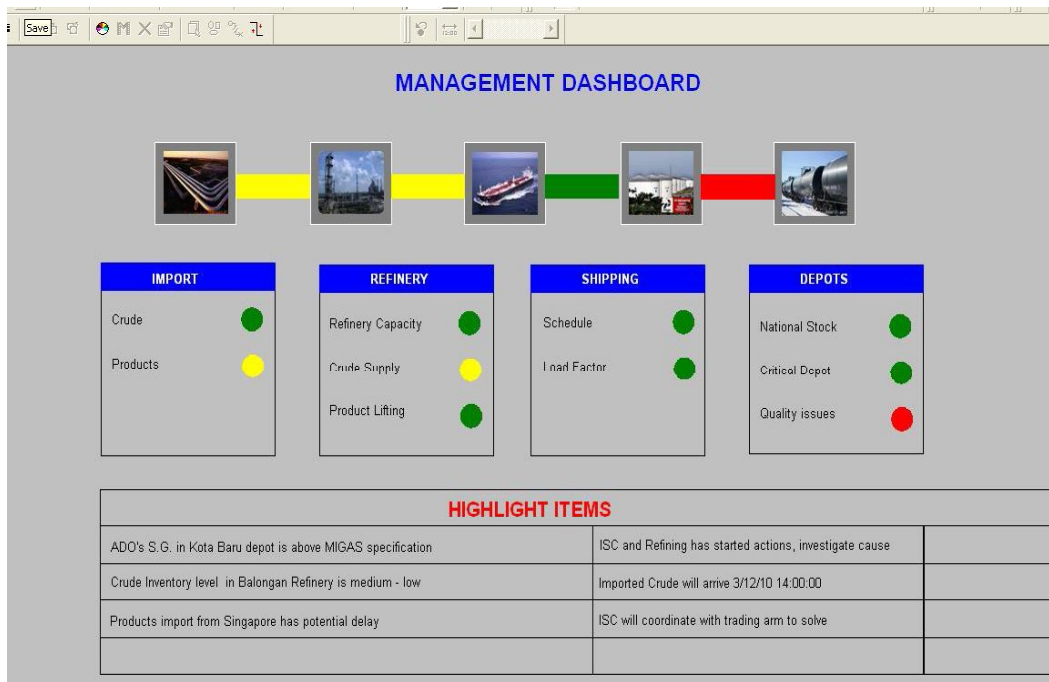 Save
MANAGEMENT DASHBOARD
IMPORT
Crude
Products
REFINERY
Refinery Capacity
Crude Supply
Product Lifting
SHIPPING
Schedule
Load Factor
DEPOTS
National Stock
Critical Depot
Quality issues
HIGHLIGHT ITEMS
ADO's S.G. in Kota Baru depot is above MIGAS specification
ISC and Refining has started actions, investigate cause
Crude Inventory level in Balongan Refinery is medium - low
Imported Crude will arrive 3/12/10 14:00:00
Products import from Singapore has potential delay
ISC will coordinate with trading arm to solve